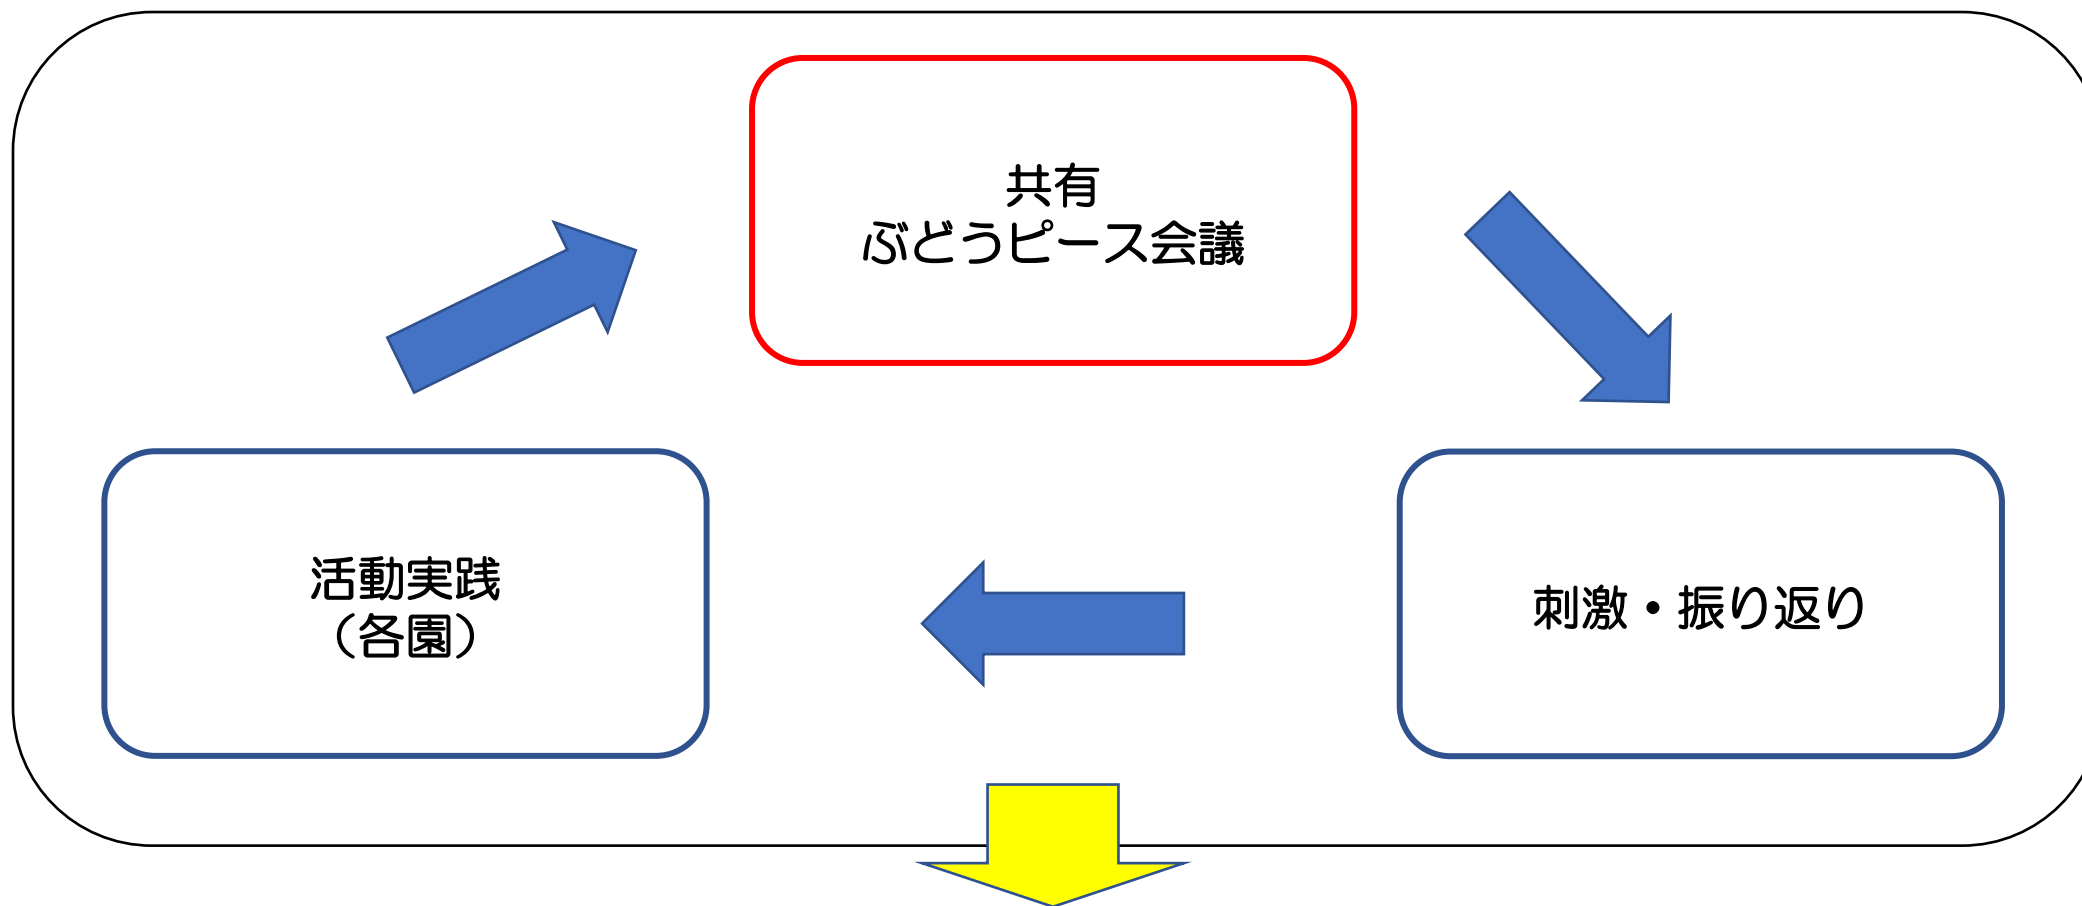 共有
ぶどうピース会議
活動実践
（各園）
刺激・振り返り